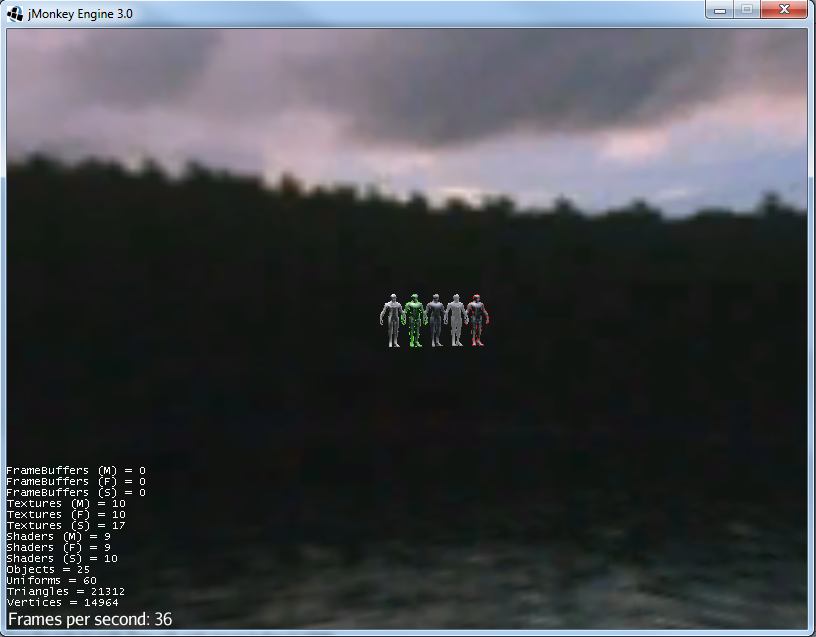 jMonkey Engine 3.0
FrameBuffers (M) = 0
FrameBuffers (F) = 0
FrameBuffers (S) = 0
Textures (M) = 10
Textures (F) = 10
Textures (S) = 17
Shaders (M) = 9
Shaders (F) = 9
Shaders (S) = 10
Objects = 25
Uniforms = 60
Triangles = 21312
Vertices = 14964
Frames per second: 36